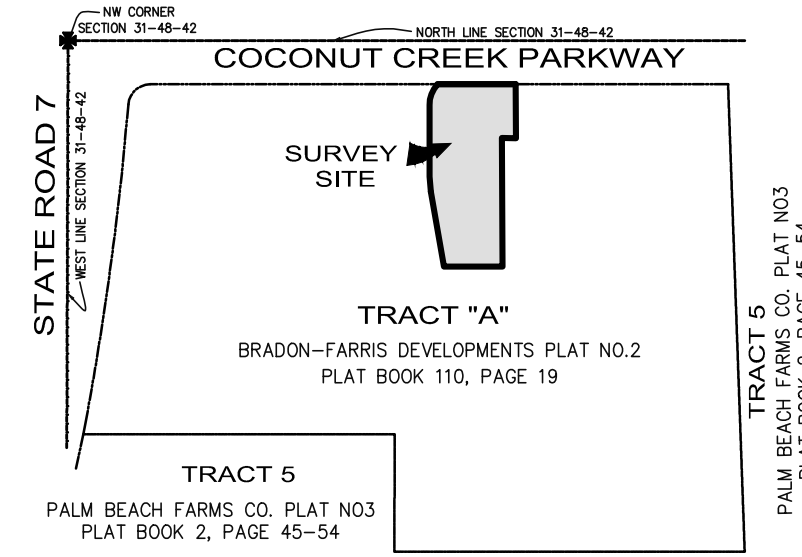 NW CORNER
SECTION 31-48-42
NORTH LINE SECTION 31-48-42
COCONUT CREEK PARKWAY
STATE ROAD 7
WEST LINE SECTION 31-48-42
SURVEY
SITE
TRACT "A"
BRADON-FARRIS DEVELOPMENTS PLAT NO.2
PLAT BOOK 110, PAGE 19
TRACT 5
PALM BEACH FARMS CO. PLAT NO3
PLAT BOOK 2, PAGE 45-54
TRACT 5
PALM BEACH FARMS CO. PLAT NO3